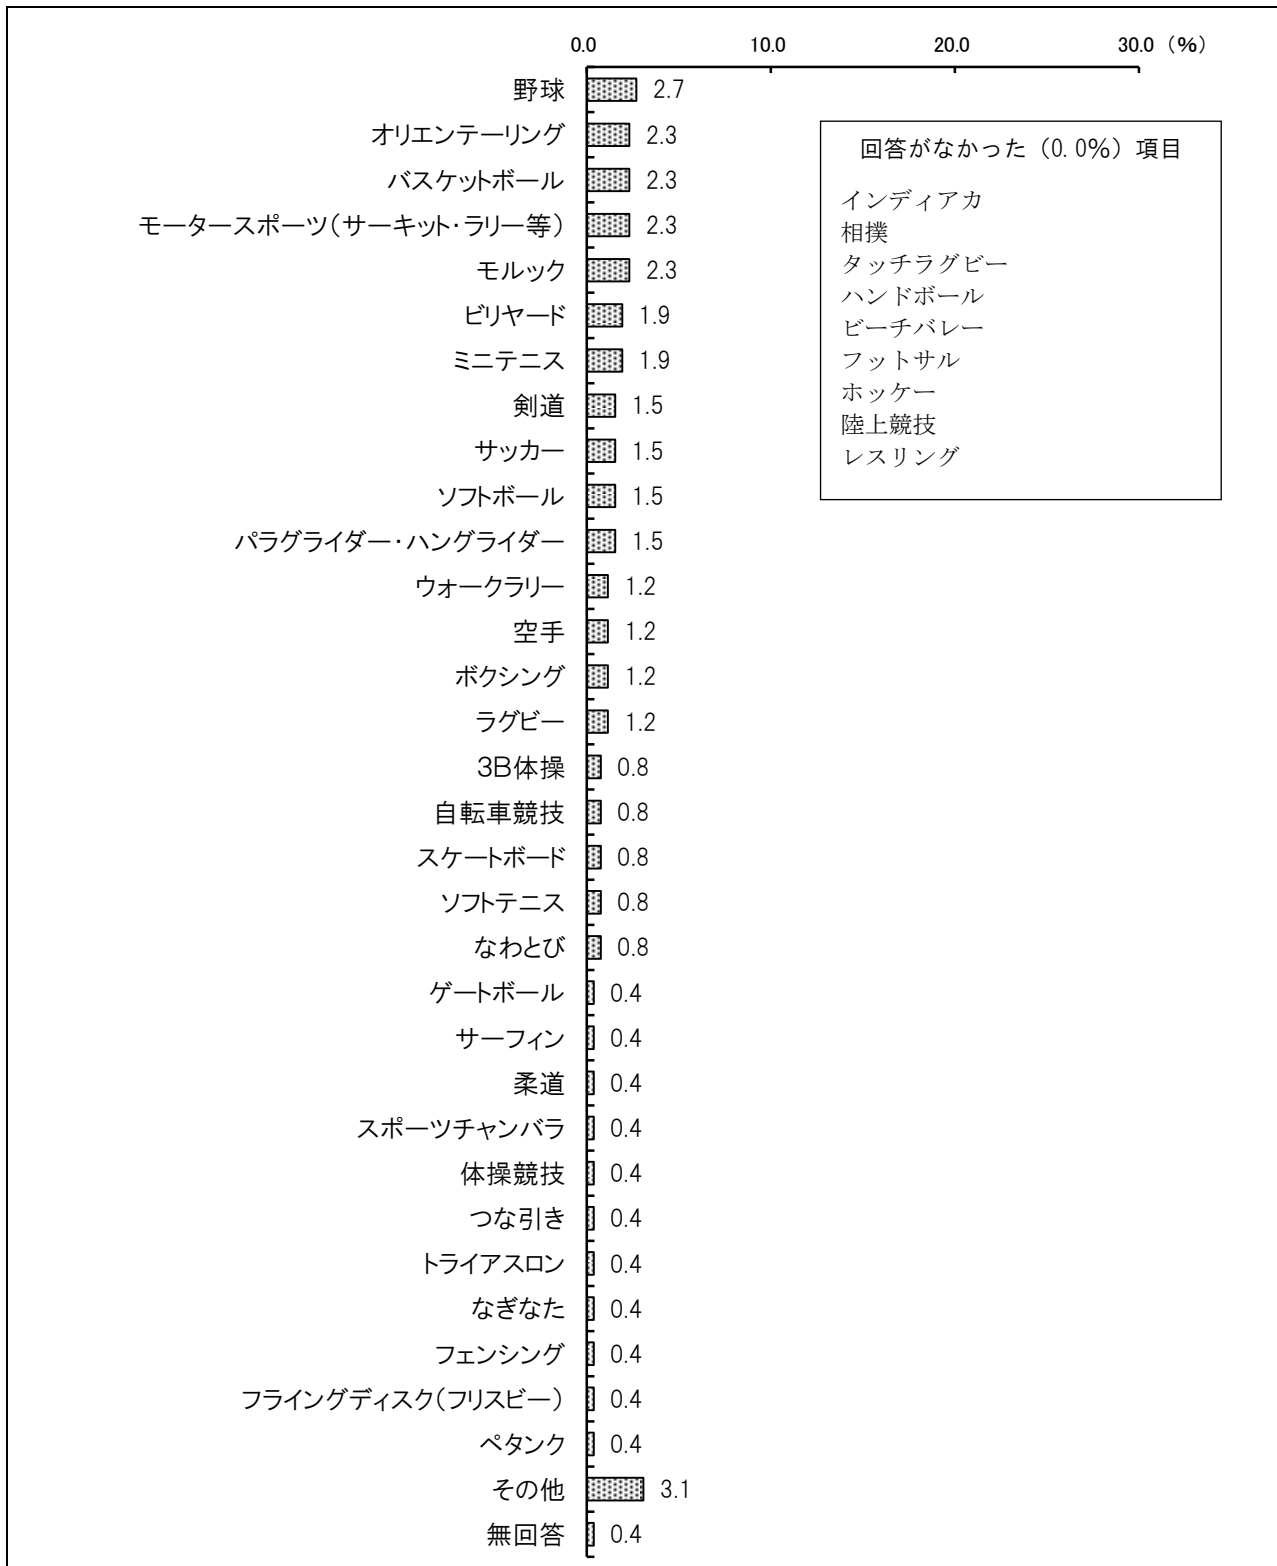 0.0 10.0 20.0 30.0 (%)
野球 2.7
オリエンテーリング 2.3
バスケットボール 2.3
モータースポーツ(サーキット・ラリー等) 2.3
モルック 2.3
ビリヤード 1.9
ミニテニス 1.9
剣道 1.5
サッカー 1.5
ソフトボール 1.5
パラグライダー・ハングライダー 1.5
ウォークラリー 1.2
空手 1.2
ボクシング 1.2
ラグビー 1.2
3B体操 0.8
自転車競技 0.8
スケートボード 0.8
ソフトテニス 0.8
なわとび 0.8
ゲートボール 0.4
サーフィン 0.4
柔道 0.4
スポーツチャンバラ 0.4
体操競技 0.4
つな引き 0.4
トライアスロン 0.4
なぎなた 0.4
フェンシング 0.4
フライングディスク(フリスビー) 0.4
ペタンク 0.4
その他 3.1
無回答 0.4
回答がなかった(0.0%)項目
インディアカ
相撲
タッチラグビー
ハンドボール
ビーチバレー
フットサル
ホッケー
陸上競技
レスリング